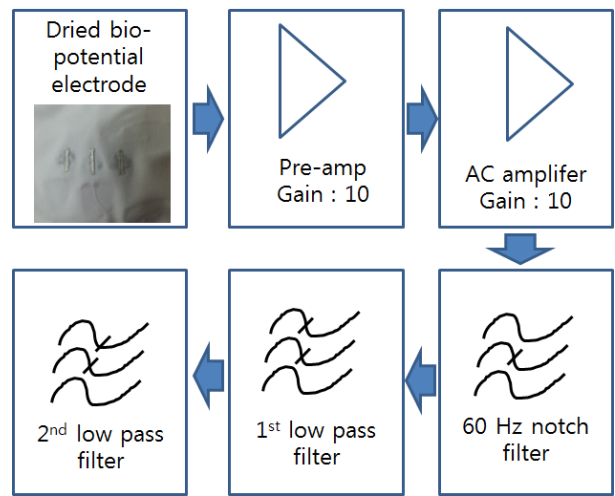 Dried bio-
potential
electrode
Pre-amp
Gain : 10
AC amplifer
Gain : 10
60 Hz notch
filter
1st low pass
filter
2nd low pass
filter